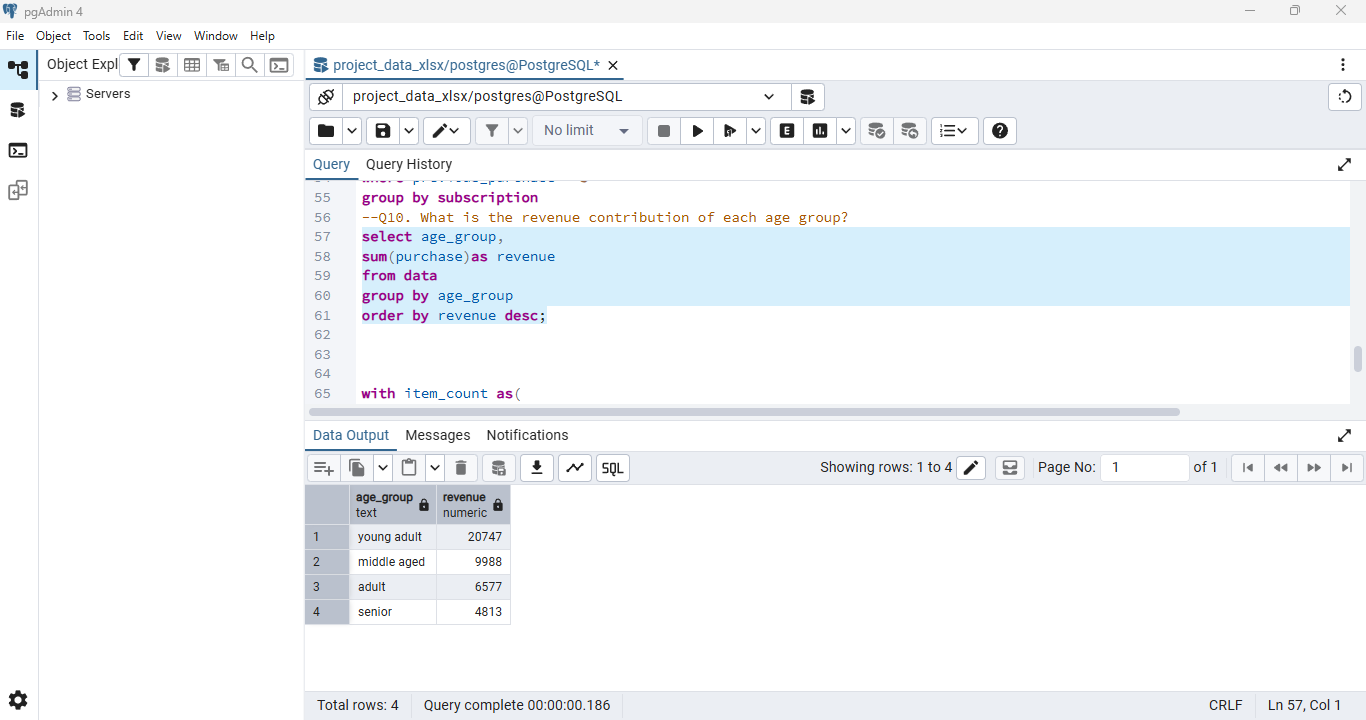 pgAdmin 4
File Object Tools Edit View Window Help
Object Expl
project_data_xlsx/postgres@PostgreSQL*
Servers
project_data_xlsx/postgres@PostgreSQL
No limit
E
Query Query History
55 group by subscription
56 --Q10. What is the revenue contribution of each age group?
57 select age_group,
58 sum(purchase)as revenue
59 from data
60 group by age_group
61 order by revenue desc;
62
63
64
65 with item_count as(
Data Output Messages Notifications
SQL Showing rows: 1 to 4 Page No: 1 of 1
age_group text revenue numeric
1 young adult 20747
2 middle aged 9988
3 adult 6577
4 senior 4813
Total rows: 4 Query complete 00:00:00.186 CRLF Ln 57, Col 1